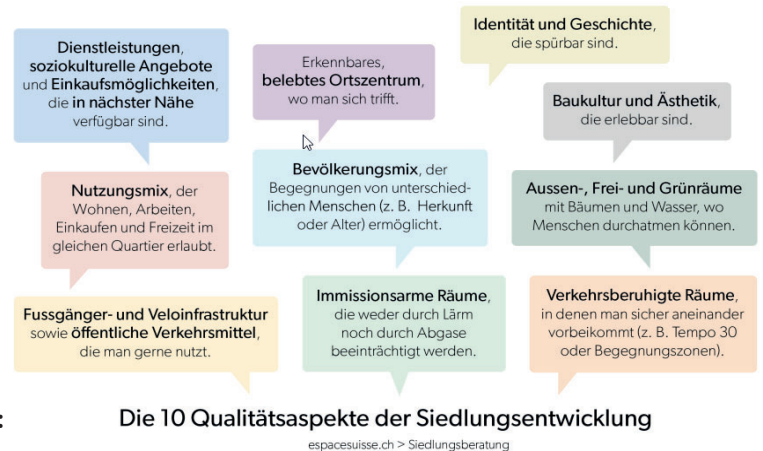 Dienstleistungen,
soziokulturelle Angebote
und Einkaufsmöglichkeiten,
die in nächster Nähe
verfügbar sind.
Erkennbares,
belebtes Ortszentrum,
wo man sich trifft.
Identität und Geschichte,
die spürbar sind.
Baukultur und Ästhetik,
die erlebbar sind.
Nutzungsmix, der
Wohnen, Arbeiten,
Einkaufen und Freizeit im
gleichen Quartier erlaubt.
Bevölkerungsmix, der
Begegnungen von unterschied-
lichen Menschen (z. B. Herkunft
oder Alter) ermöglicht.
Aussen-, Frei- und Grünräume
mit Bäumen und Wasser, wo
Menschen durchatmen können.
Fussgänger- und Veloinfrastruktur
sowie öffentliche Verkehrsmittel,
die man gerne nutzt.
Immissionsarme Räume,
die weder durch Lärm
noch durch Abgase
beeinträchtigt werden.
Verkehrsberuhigte Räume,
in denen man sicher aneinander
vorbeikommt (z. B. Tempo 30
oder Begegnungszonen).
: Die 10 Qualitätsaspekte der Siedlungsentwicklung
espacesuisse.ch > Siedlungsberatung